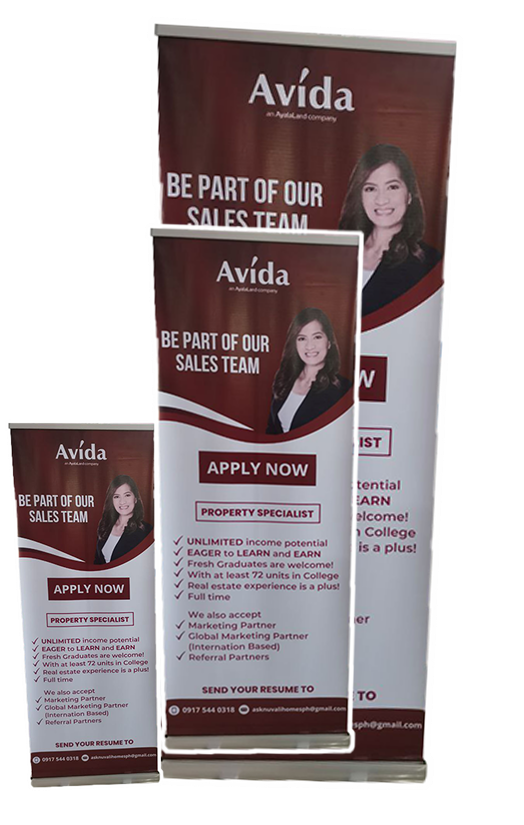 Avída
an AyalaLand company
BE PART OF OUR
SALES TEAM
W
IST
tential
EARN
elcome!
n College
is a plus!
er
TO
esph@gmail.com
Avída
an AyalaLand company
BE PART OF OUR
SALES TEAM
APPLY NOW
PROPERTY SPECIALIST
✓ UNLIMITED income potential
✓ EAGER to LEARN and EARN
✓ Fresh Graduates are welcome!
✓ With at least 72 units in College
✓ Real estate experience is a plus!
✓ Full time
We also accept
✓ Marketing Partner
✓ Global Marketing Partner
(Internation Based)
✓ Referral Partners
SEND YOUR RESUME TO
0917 544 0318 asknuvalihomesph@gmail.com
Avída
an AyalaLand company
BE PART OF OUR
SALES TEAM
APPLY NOW
PROPERTY SPECIALIST
✓ UNLIMITED income potential
✓ EAGER to LEARN and EARN
✓ Fresh Graduates are welcome!
✓ With at least 72 units in College
✓ Real estate experience is a plus!
✓ Full time
We also accept
✓ Marketing Partner
✓ Global Marketing Partner
(Internation Based)
✓ Referral Partners
SEND YOUR RESUME TO
0917 544 0318 asknuvalihomesph@gmail.com